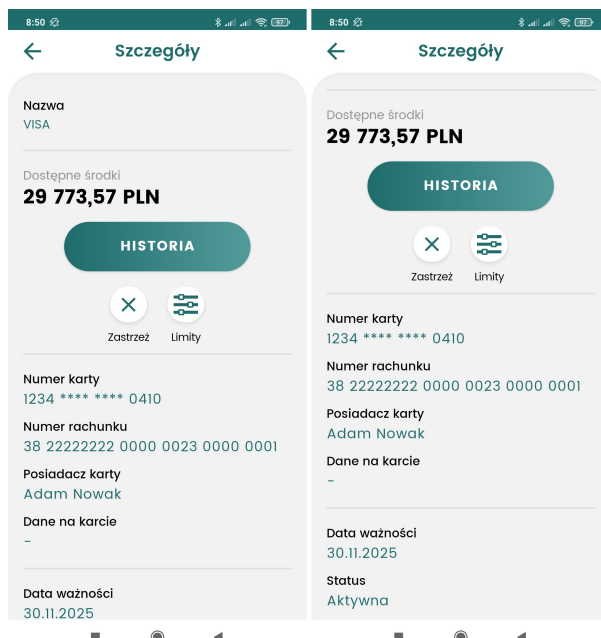 8:50
97
Szczegóły
Nazwa
VISA
Dostępne środki
29 773,57 PLN
HISTORIA
Zastrzeż Limity
Numer karty
1234 **** **** 0410
Numer rachunku
38 22222222 0000 0023 0000 0001
Posiadacz karty
Adam Nowak
Dane na karcie
-
Data ważności
30.11.2025
8:50
97
Szczegóły
Dostępne środki
29 773,57 PLN
HISTORIA
Zastrzeż Limity
Numer karty
1234 **** **** 0410
Numer rachunku
38 22222222 0000 0023 0000 0001
Posiadacz karty
Adam Nowak
Dane na karcie
-
Data ważności
30.11.2025
Status
Aktywna